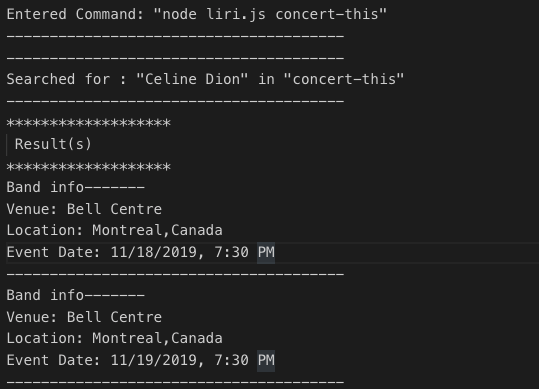 Entered Command: "node liri.js concert-this"
---------------------------------------
---------------------------------------
Searched for : "Celine Dion" in "concert-this"
---------------------------------------
*******************
Result(s)
*******************
Band info-------
Venue: Bell Centre
Location: Montreal,Canada
Event Date: 11/18/2019, 7:30 PM
---------------------------------------
Band info-------
Venue: Bell Centre
Location: Montreal,Canada
Event Date: 11/19/2019, 7:30 PM
---------------------------------------